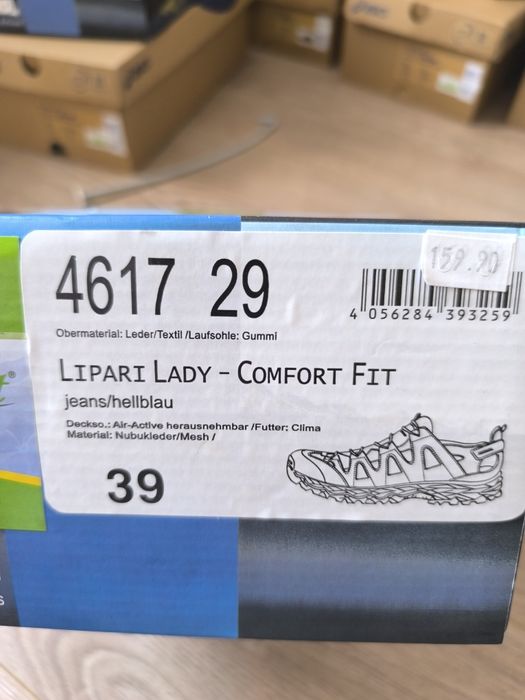 159.90
4617 29
4 056284 393259
Obermaterial: Leder/Textil /Laufsohle: Gummi
LIPARI LADY - COMFORT FIT
jeans/hellblau
Deckso.: Air-Active herausnehmbar /Futter: Clima
Material: Nubukleder/Mesh /
39